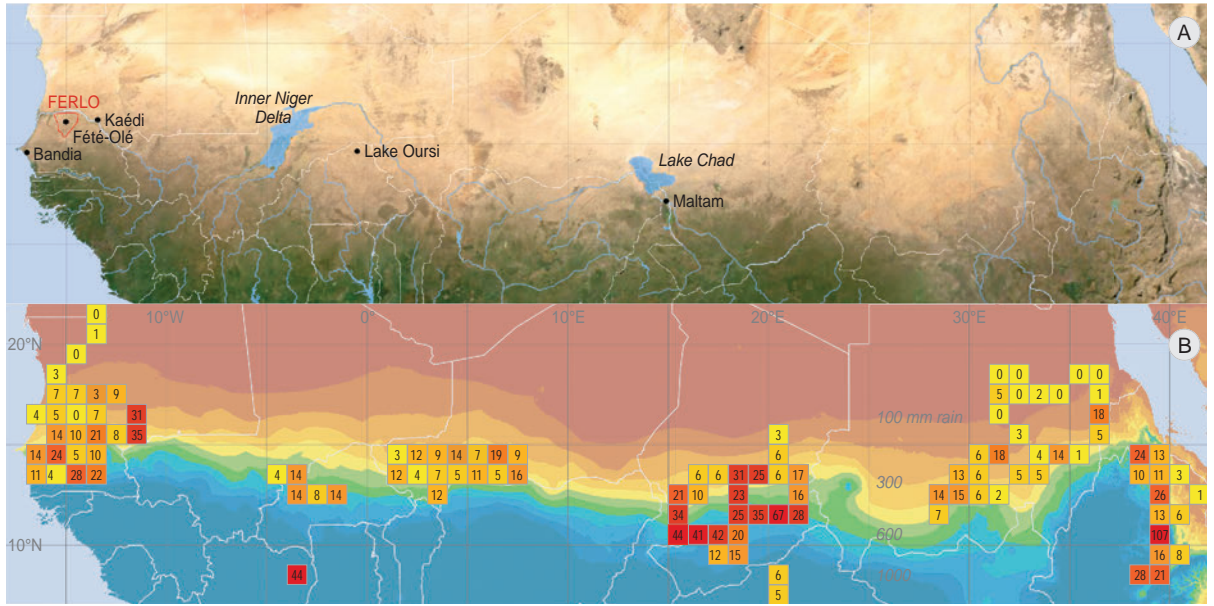 A
FERLO
Kaédi
Fété-Olé
Bandia
Inner Niger
Delta
Lake Oursi
Lake Chad
Maltam
10°W 0° 10°E 20°E 30°E 40°E
0
1
20°N 0 B
3 0 0 0 0
7 7 3 9 5 0 2 0 1
4 5 0 7 31 100 mm rain 0 18
14 10 21 8 35 3 3 5
14 24 5 10 3 12 9 14 7 19 9 6 6 18 4 14 1 24 13
11 4 28 22 4 14 12 4 7 5 11 5 16 6 6 31 25 6 17 300 13 6 5 5 10 11 3
14 8 14 12 21 10 23 16 14 15 6 2 26 1
34 25 35 67 28 7 13 6
10°N 44 41 42 20 600 107
12 15 16 8
44 6 1000 28 21
5